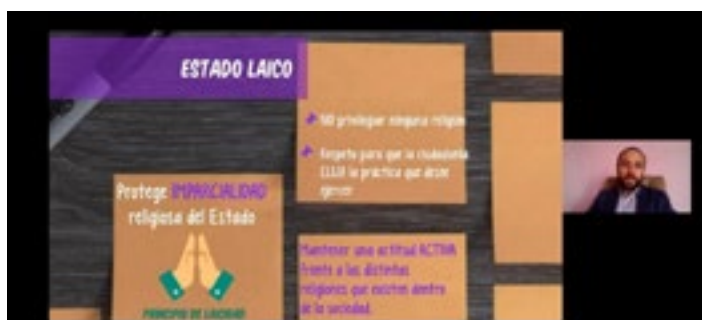 ESTADO LAICO
NO privilegiar ninguna religión
Respeto para que la ciudadanía
ELIJA la práctica que desee
ejercer
Protege IMPARCIALIDAD
religiosa del Estado
PRINCIPIO DE LAICIDAD
Mantener una actitud ACTIVA
frente a las distintas
religiones que existen dentro
de la sociedad.